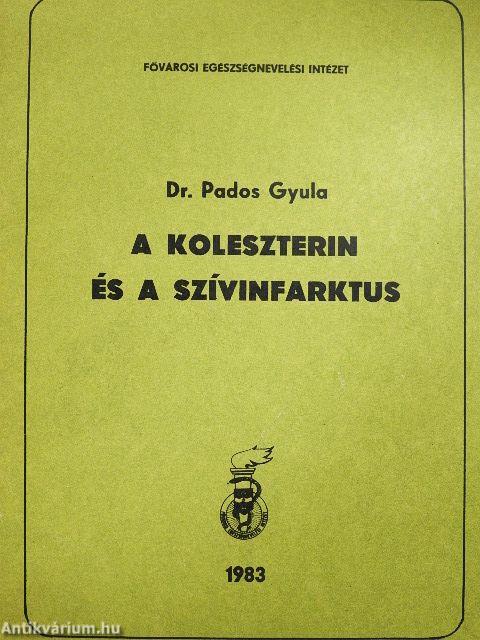 FŐVÁROSI EGÉSZSÉGNEVELÉSI INTÉZET
Dr. Pados Gyula
A KOLESZTERIN
ÉS A SZÍVINFARKTUS
1983
Antikvárium.hu